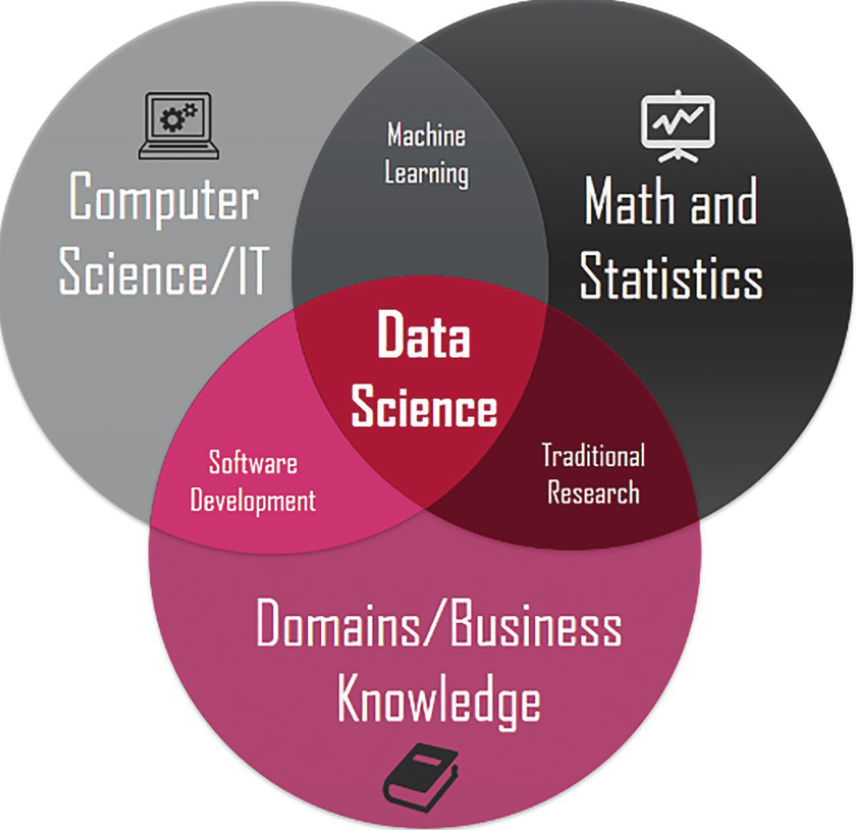 Machine
Learning
Computer
Science/IT
Math and
Statistics
Data
Science
Software
Development
Traditional
Research
Domains/Business
Knowledge